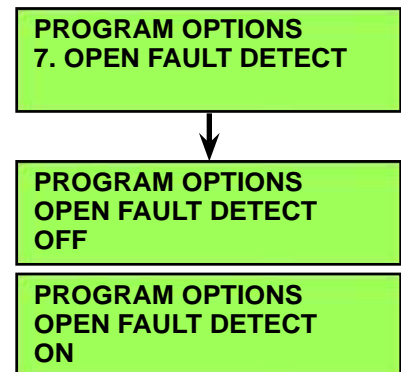 PROGRAM OPTIONS
7. OPEN FAULT DETECT
PROGRAM OPTIONS
OPEN FAULT DETECT
OFF
PROGRAM OPTIONS
OPEN FAULT DETECT
ON